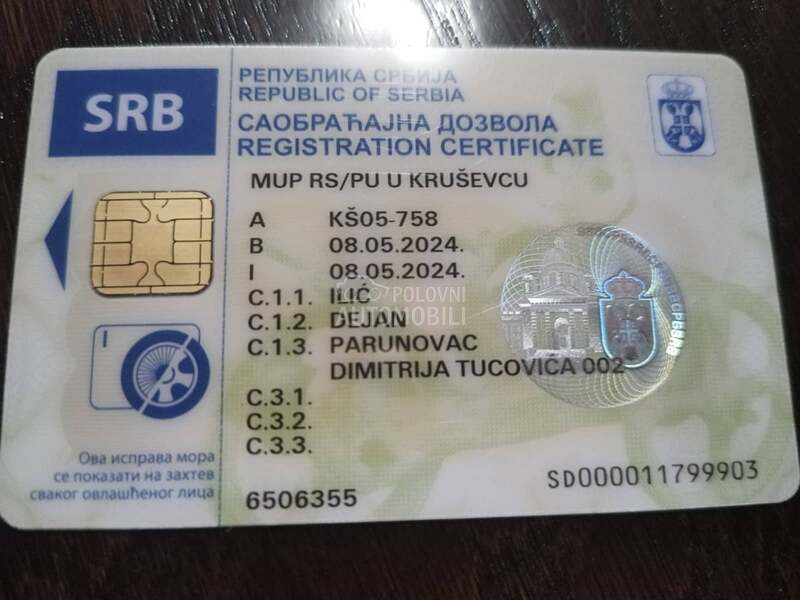 SRB
РЕПУБЛИКА СРБИЈА
REPUBLIC OF SERBIA
САОБРАЋАЈНА ДОЗВОЛА
REGISTRATION CERTIFICATE
MUP RS/PU U KRUŠEVCU
A KŠ05-758
B 08.05.2024.
I 08.05.2024.
C.1.1. ILIĆ
C.1.2. DEJAN
C.1.3. PARUNOVAC
DIMITRIJA TUCOVIĆA 002
C.3.1.
C.3.2.
C.3.3.
POLOVNI
AUTOMOBILI
I
Ова исправа мора
се показати на захтев
сваког овлашћеног лица
6506355
SD000011799903